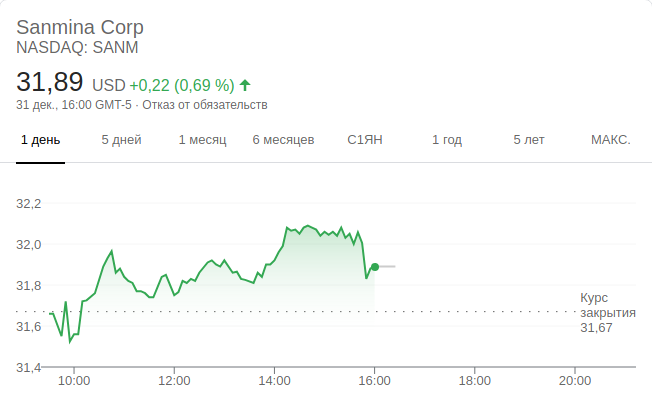 Sanmina Corp
NASDAQ: SANM
31,89 USD +0,22 (0,69 %)
31 дек., 16:00 GMT-5 · Отказ от обязательств
1 день 5 дней 1 месяц 6 месяцев С1ЯН 1 год 5 лет МАКС.
32,2
32,0
31,8
31,6
31,4
Курс
закрытия
31,67
10:00 12:00 14:00 16:00 18:00 20:00